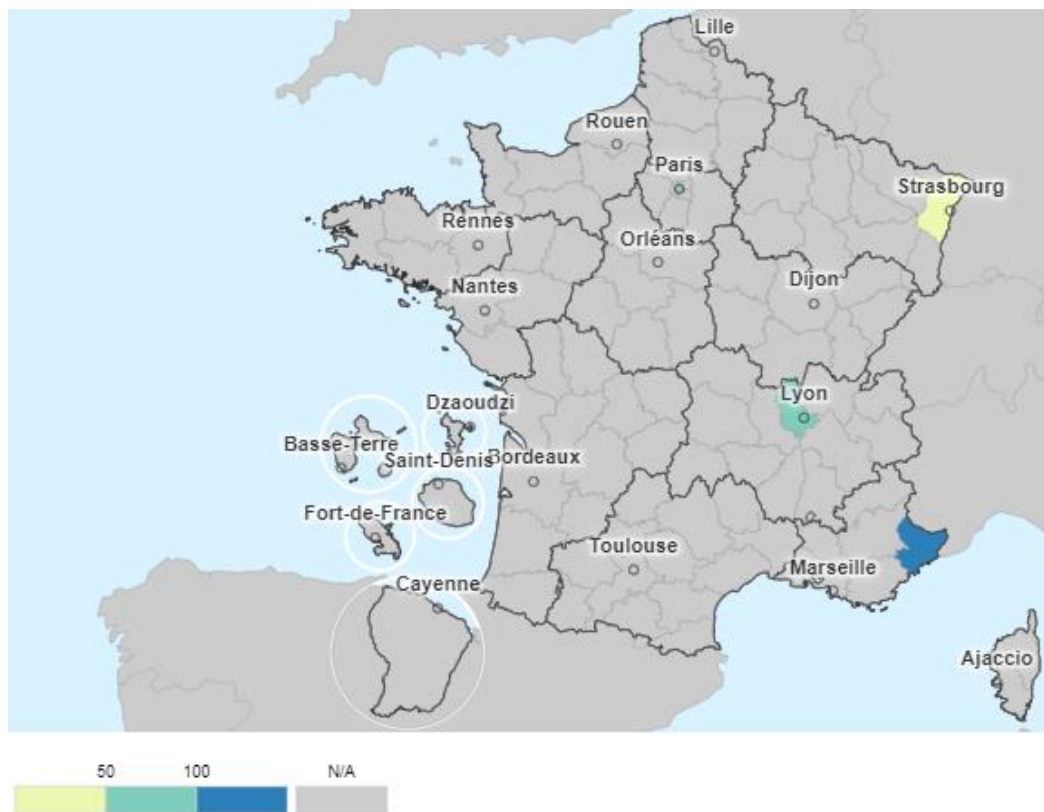 Lille
Rouen
Paris
Strasbourg
Rennes
Orléans
Nantes
Dijon
Lyon
Dzaoudzi
Basse-Terre
Saint-Denis
Bordeaux
Fort-de-France
Toulouse
Marseille
Cayenne
Ajaccio
50 100 N/A